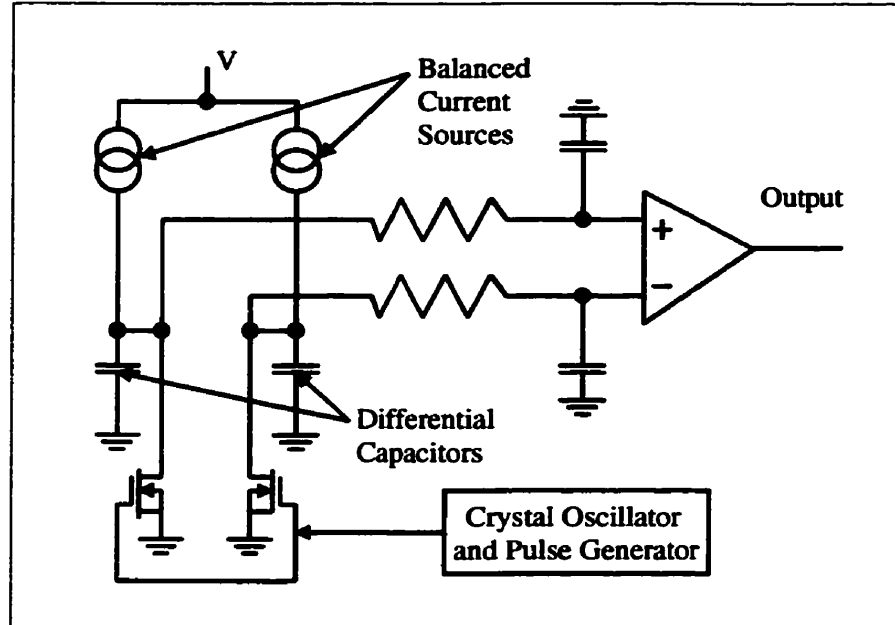 V
Balanced
Current
Sources
Output
+
−
Differential
Capacitors
Crystal Oscillator
and Pulse Generator